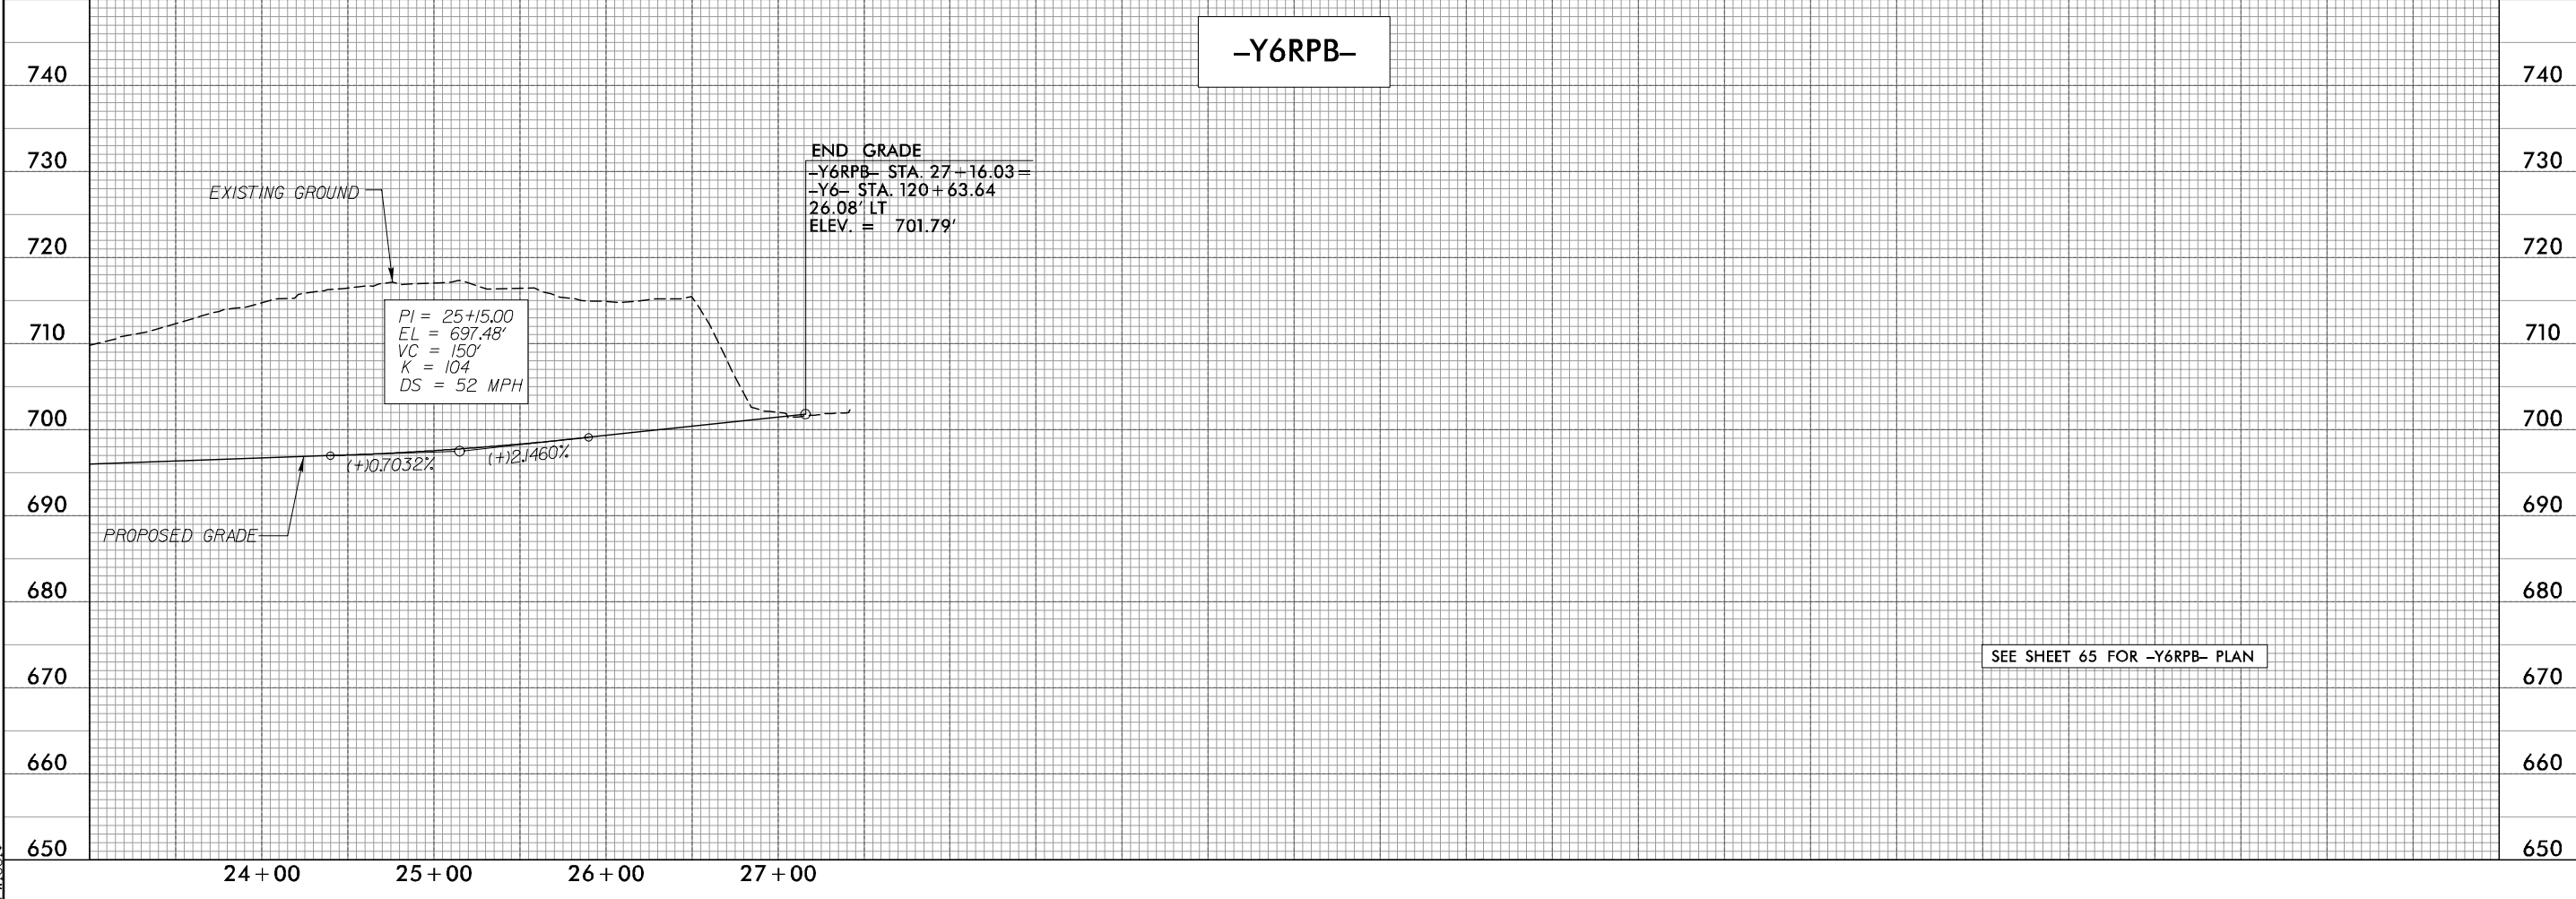 –Y6RPB–
740
740
END GRADE
–Y6RPB– STA. 27+16.03 =
–Y6– STA. 120+63.64
26.08' LT
ELEV. = 701.79'
730
730
EXISTING GROUND
720
720
PI = 25+15.00
EL = 697.48'
VC = 150'
K = 104
DS = 52 MPH
710
710
700
700
(+)0.7032%
(+)2.1460%
690
690
PROPOSED GRADE
680
680
SEE SHEET 65 FOR –Y6RPB– PLAN
670
670
660
660
650
650
24+00
25+00
26+00
27+00